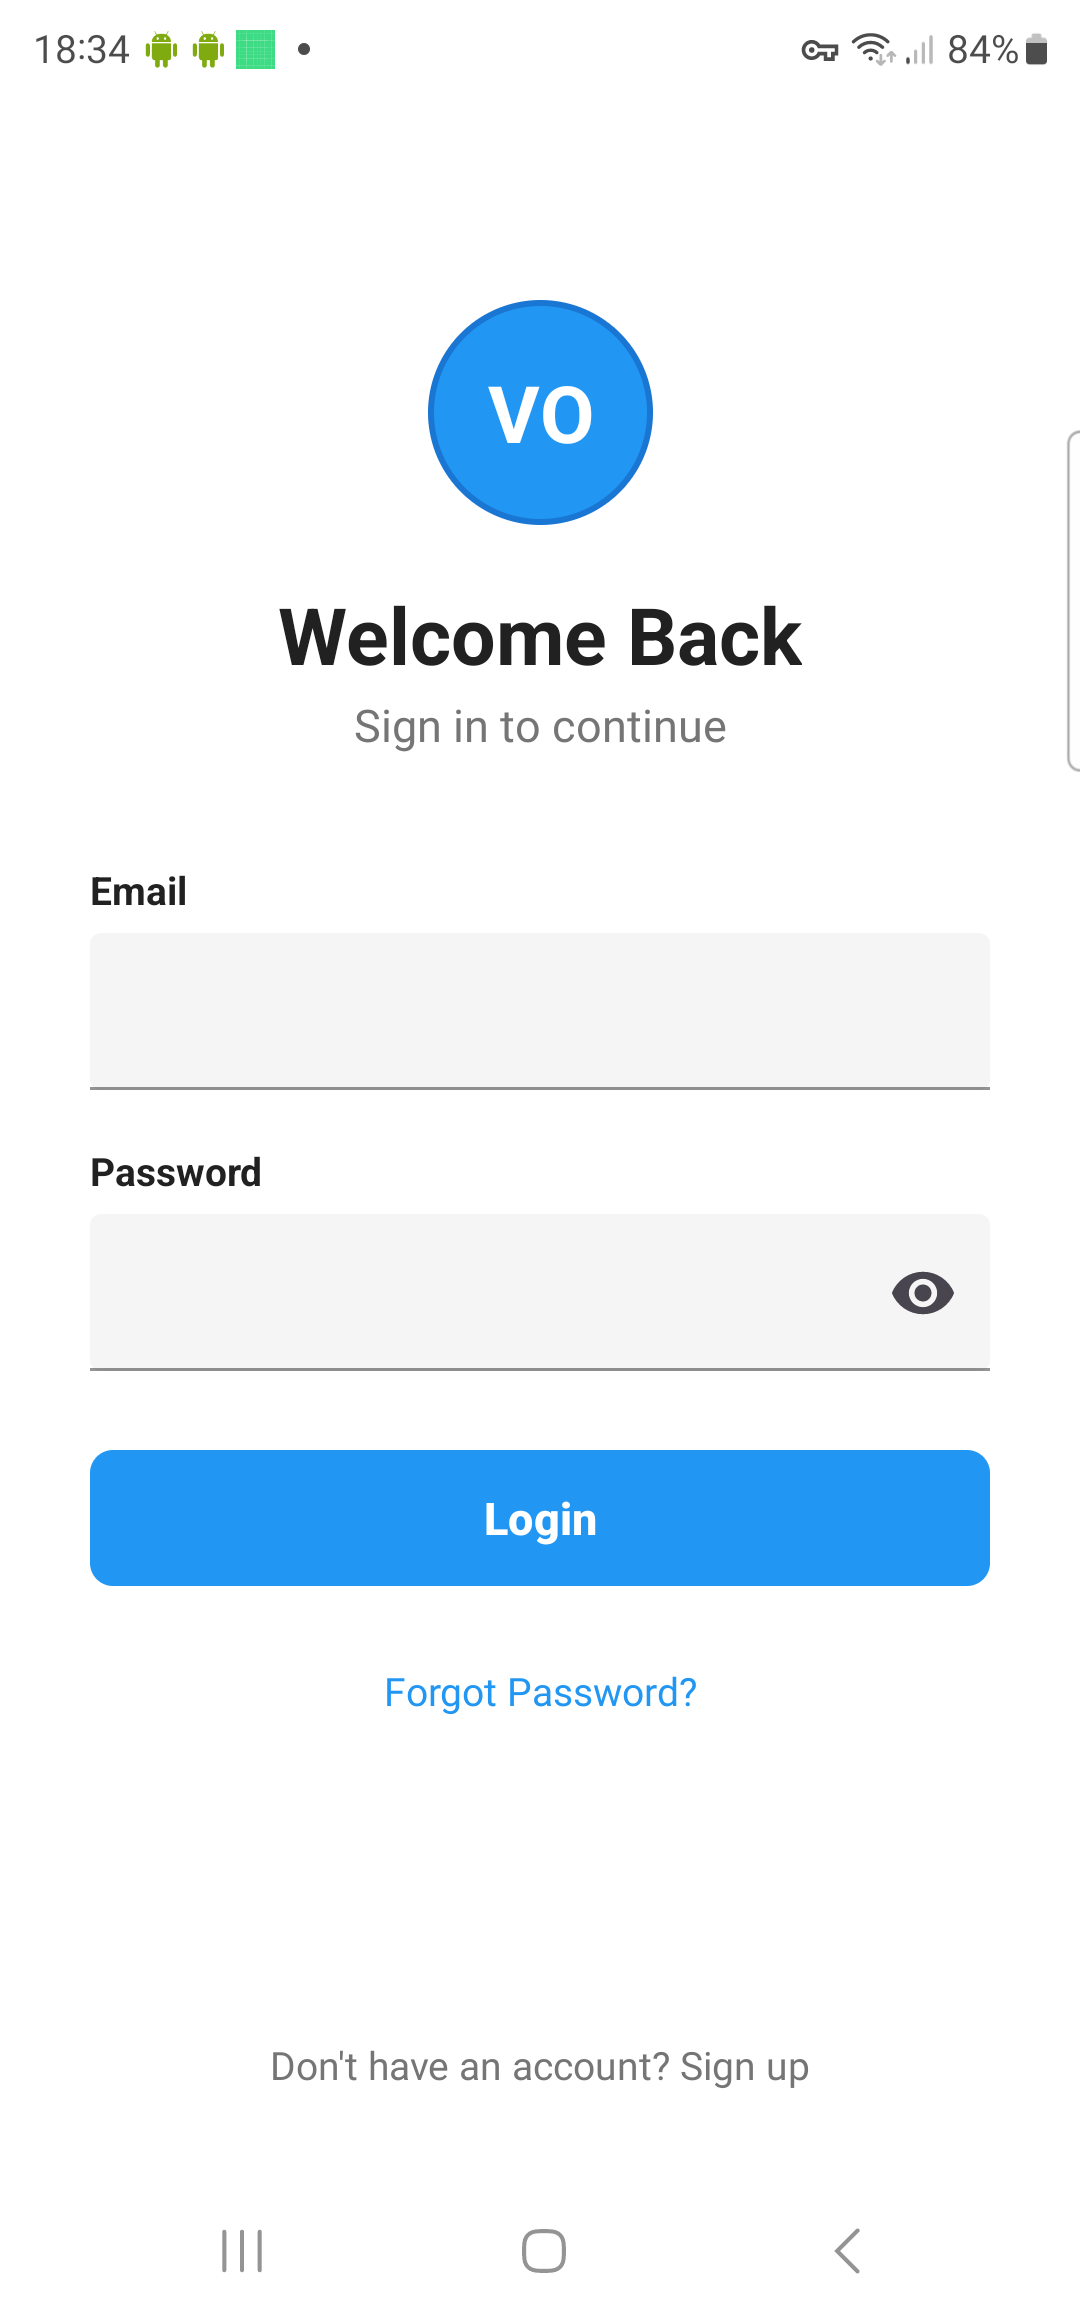 18:34
84%
VO
Welcome Back
Sign in to continue
Email
Password
Login
Forgot Password?
Don't have an account? Sign up